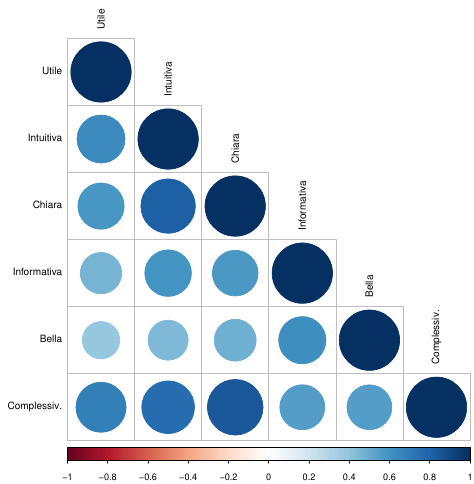 Utile
Intuitiva
Chiara
Informativa
Bella
Complessiv.
Utile
Intuitiva
Chiara
Informativa
Bella
Complessiv.
−1 −0.8 −0.6 −0.4 −0.2 0 0.2 0.4 0.6 0.8 1